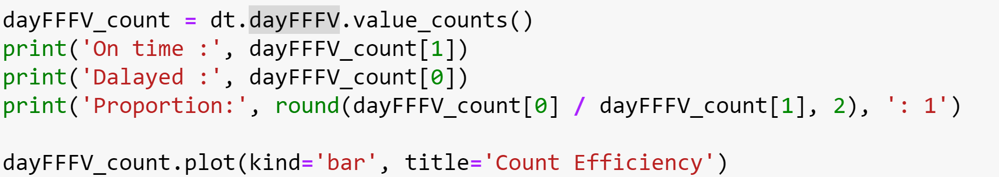 dayFFFV_count = dt.dayFFFV.value_counts()
print('On time :', dayFFFV_count[1])
print('Dalayed :', dayFFFV_count[0])
print('Proportion:', round(dayFFFV_count[0] / dayFFFV_count[1], 2), ': 1')
dayFFFV_count.plot(kind='bar', title='Count Efficiency')